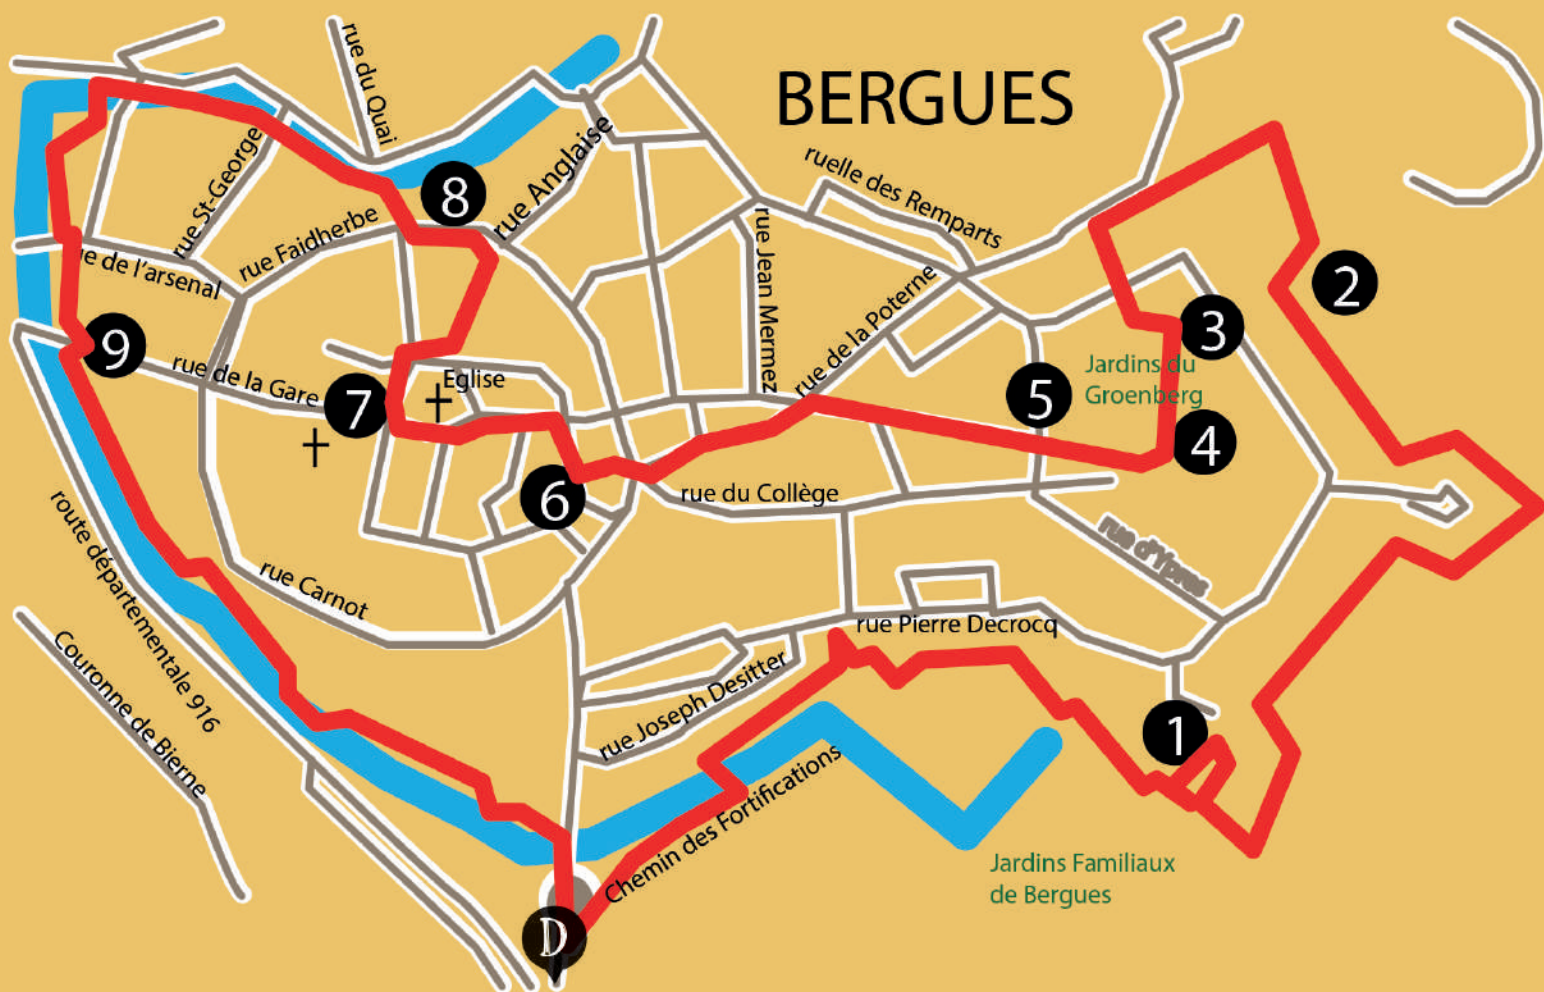 BERGUES
rue du Quai
rue Anglaise
ruelle des Remparts
8
rue St-George
rue Faidherbe
ue de l'arsenal
rue Jean Mermez
rue de la Poterne
2
3
9
rue de la Gare
7
Eglise
5
Jardins du
Groenberg
4
6
rue du Collège
rue d'Ypres
route départementale 916
rue Carnot
rue Pierre Decrocq
Couronne de Bierne
rue Joseph Desitter
1
Chemin des Fortifications
Jardins Familiaux
de Bergues
D